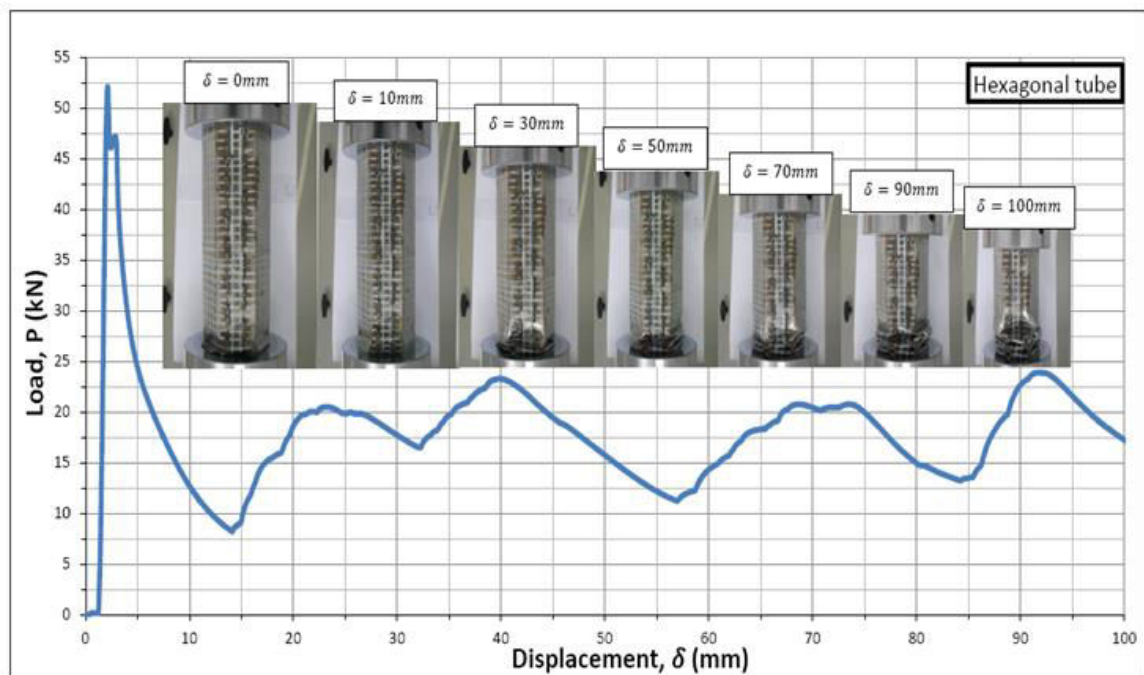 55
50
45
40
35
30
25
20
15
10
5
0
Load, P (kN)
δ = 0mm
δ = 10mm
δ = 30mm
δ = 50mm
δ = 70mm
δ = 90mm
δ = 100mm
Hexagonal tube
0 10 20 30 40 50 60 70 80 90 100
Displacement, δ (mm)